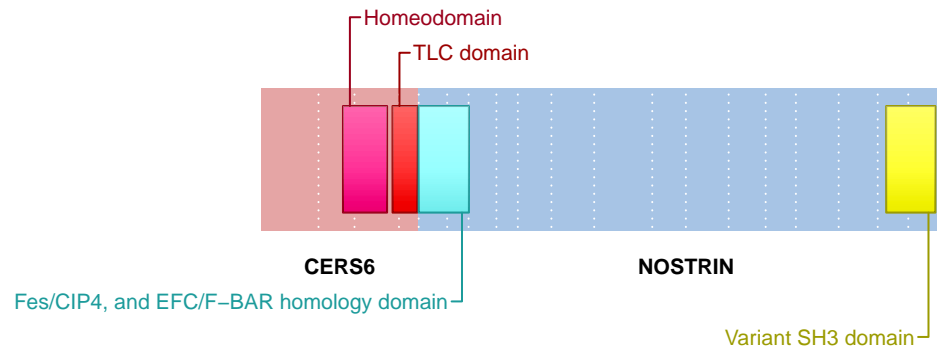 Homeodomain
TLC domain
CERS6
NOSTRIN
Fes/CIP4, and EFC/F−BAR homology domain
Variant SH3 domain